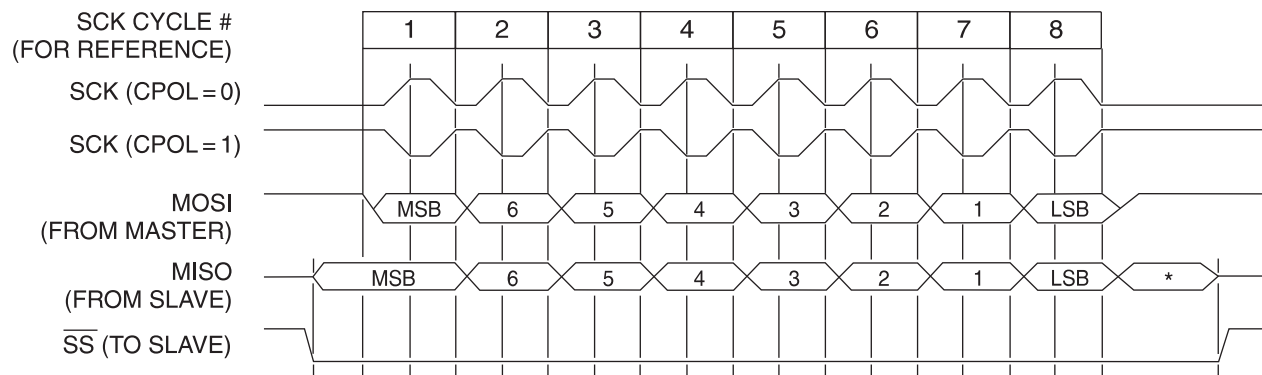 SCK CYCLE # 1 2 3 4 5 6 7 8
(FOR REFERENCE)
SCK (CPOL = 0)
SCK (CPOL = 1)
MOSI MSB 6 5 4 3 2 1 LSB
(FROM MASTER)
MISO MSB 6 5 4 3 2 1 LSB *
(FROM SLAVE)
SS (TO SLAVE)